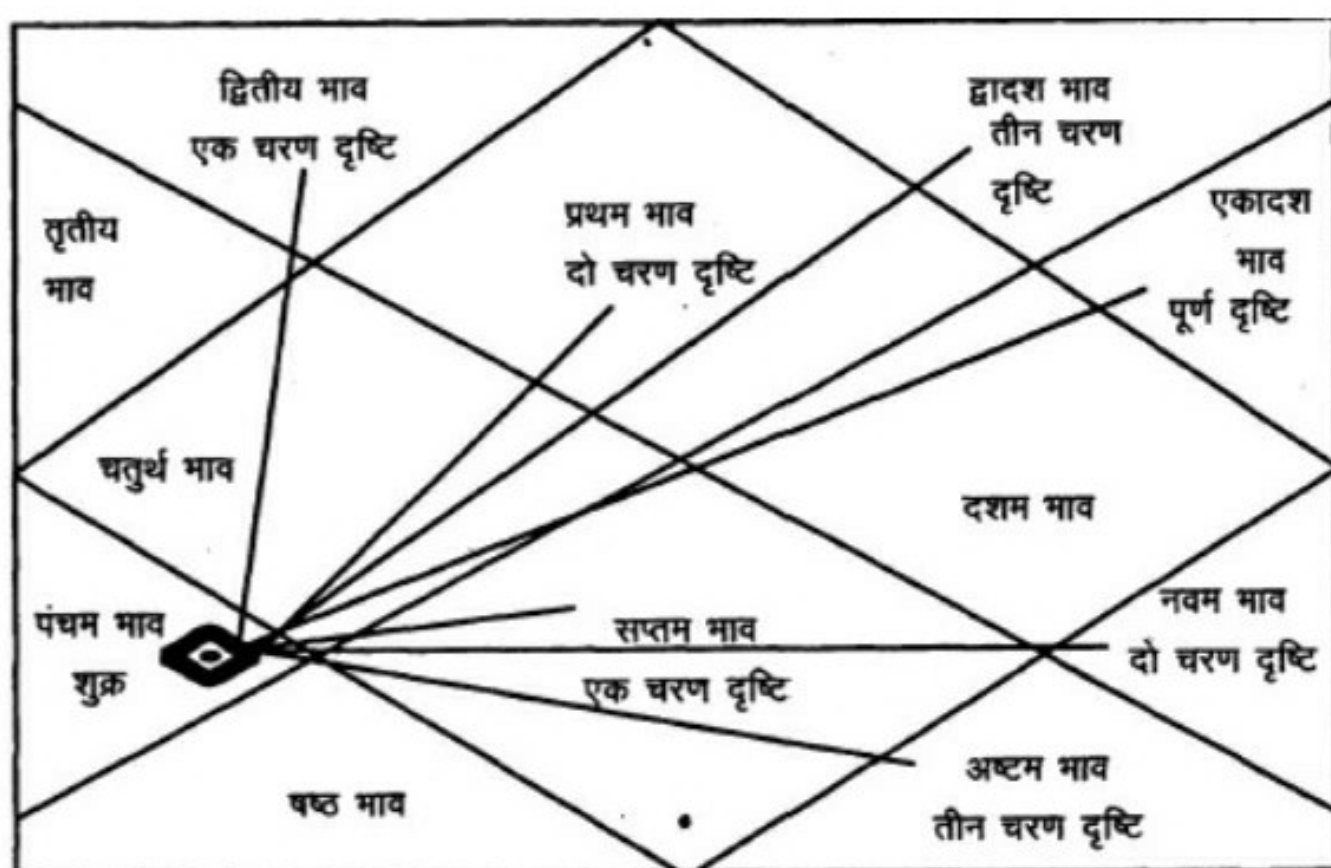 द्वितीय भाव
एक चरण दृष्टि
द्वादश भाव
तीन चरण
दृष्टि
तृतीय
भाव
प्रथम भाव
दो चरण दृष्टि
एकादश
भाव
पूर्ण दृष्टि
चतुर्थ भाव
दशम भाव
पंचम भाव
शुक्र
सप्तम भाव
एक चरण दृष्टि
नवम भाव
दो चरण दृष्टि
षष्ठ भाव
अष्टम भाव
तीन चरण दृष्टि